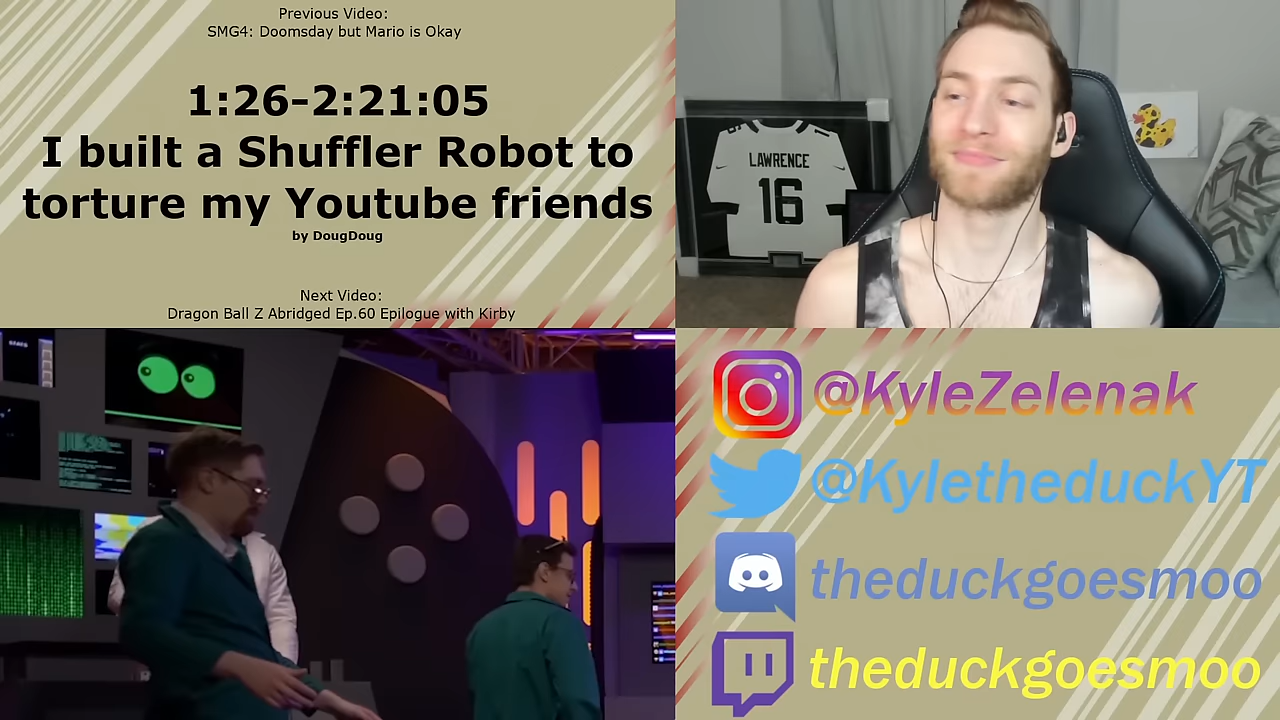 Previous Video:
SMG4: Doomsday but Mario is Okay
1:26-2:21:05
I built a Shuffler Robot to
torture my Youtube friends
by DougDoug
Next Video:
Dragon Ball Z Abridged Ep.60 Epilogue with Kirby
LAWRENCE
16
@KyleZelenak
@KyletheduckYT
theduckgoesmoo
theduckgoesmoo